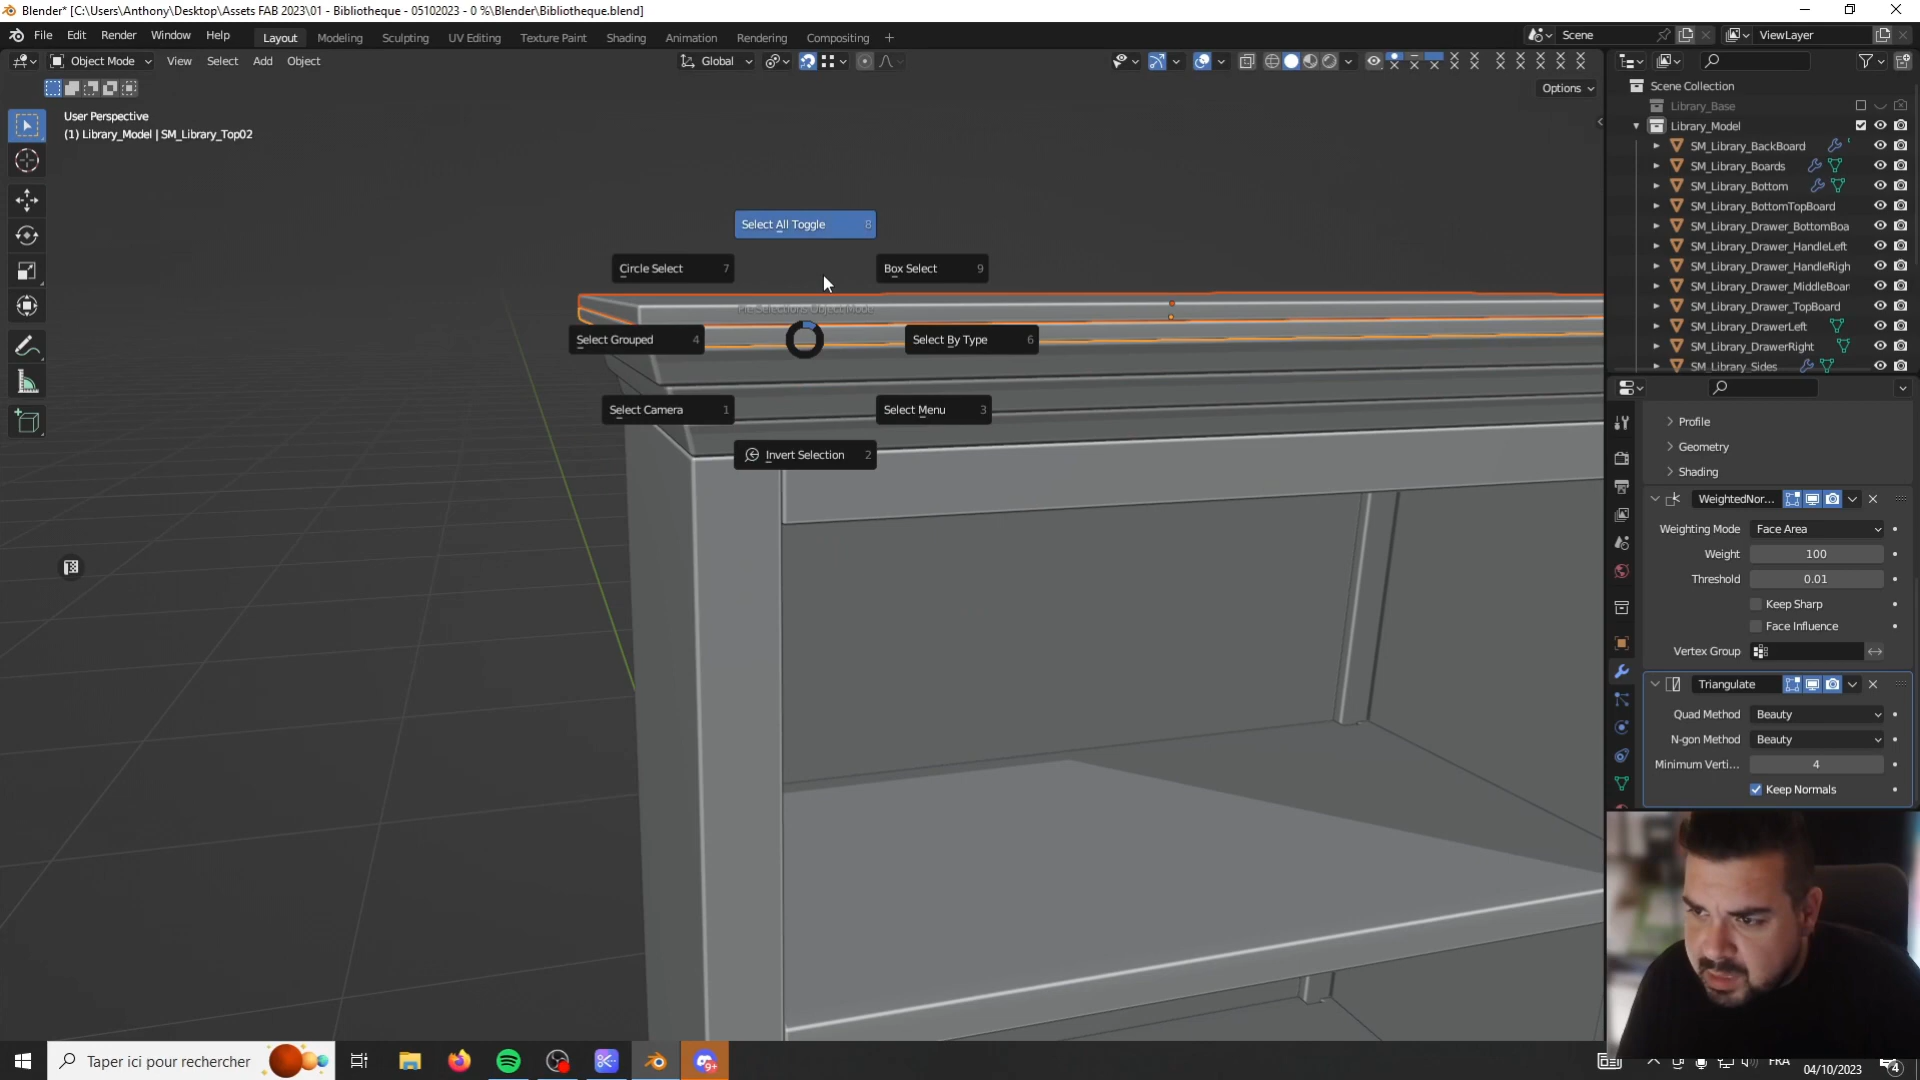 Blender* [C:\Users\Anthony\Desktop\Assets FAB 2023\01 - Bibliotheque - 05102023 - 0 %\Blender\Bibliotheque.blend]
File Edit Render Window Help Layout Modeling Sculpting UV Editing Texture Paint Shading Animation Rendering Compositing + Scene ViewLayer
Object Mode View Select Add Object Global
Options
User Perspective
(1) Library_Model | SM_Library_Top02
Select All Toggle 8
Circle Select 7
Box Select 9
Pie Selections Object Mode
Select Grouped 4
Select By Type 6
Select Camera 1
Select Menu 3
Invert Selection 2
Scene Collection
Library_Base
Library_Model
SM_Library_BackBoard
SM_Library_Boards
SM_Library_Bottom
SM_Library_BottomTopBoard
SM_Library_Drawer_BottomBoa
SM_Library_Drawer_HandleLeft
SM_Library_Drawer_HandleRigh
SM_Library_Drawer_MiddleBoar
SM_Library_Drawer_TopBoard
SM_Library_DrawerLeft
SM_Library_DrawerRight
SM_Library_Sides
Profile
Geometry
Shading
WeightedNor...
Weighting Mode Face Area
Weight 100
Threshold 0.01
Keep Sharp
Face Influence
Vertex Group
Triangulate
Quad Method Beauty
N-gon Method Beauty
Minimum Verti... 4
Keep Normals
Taper ici pour rechercher
9+
FRA
04/10/2023
4